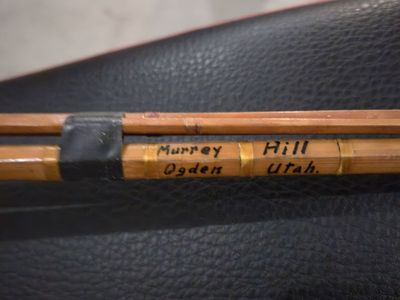 Murrey Hill
Ogden Utah.